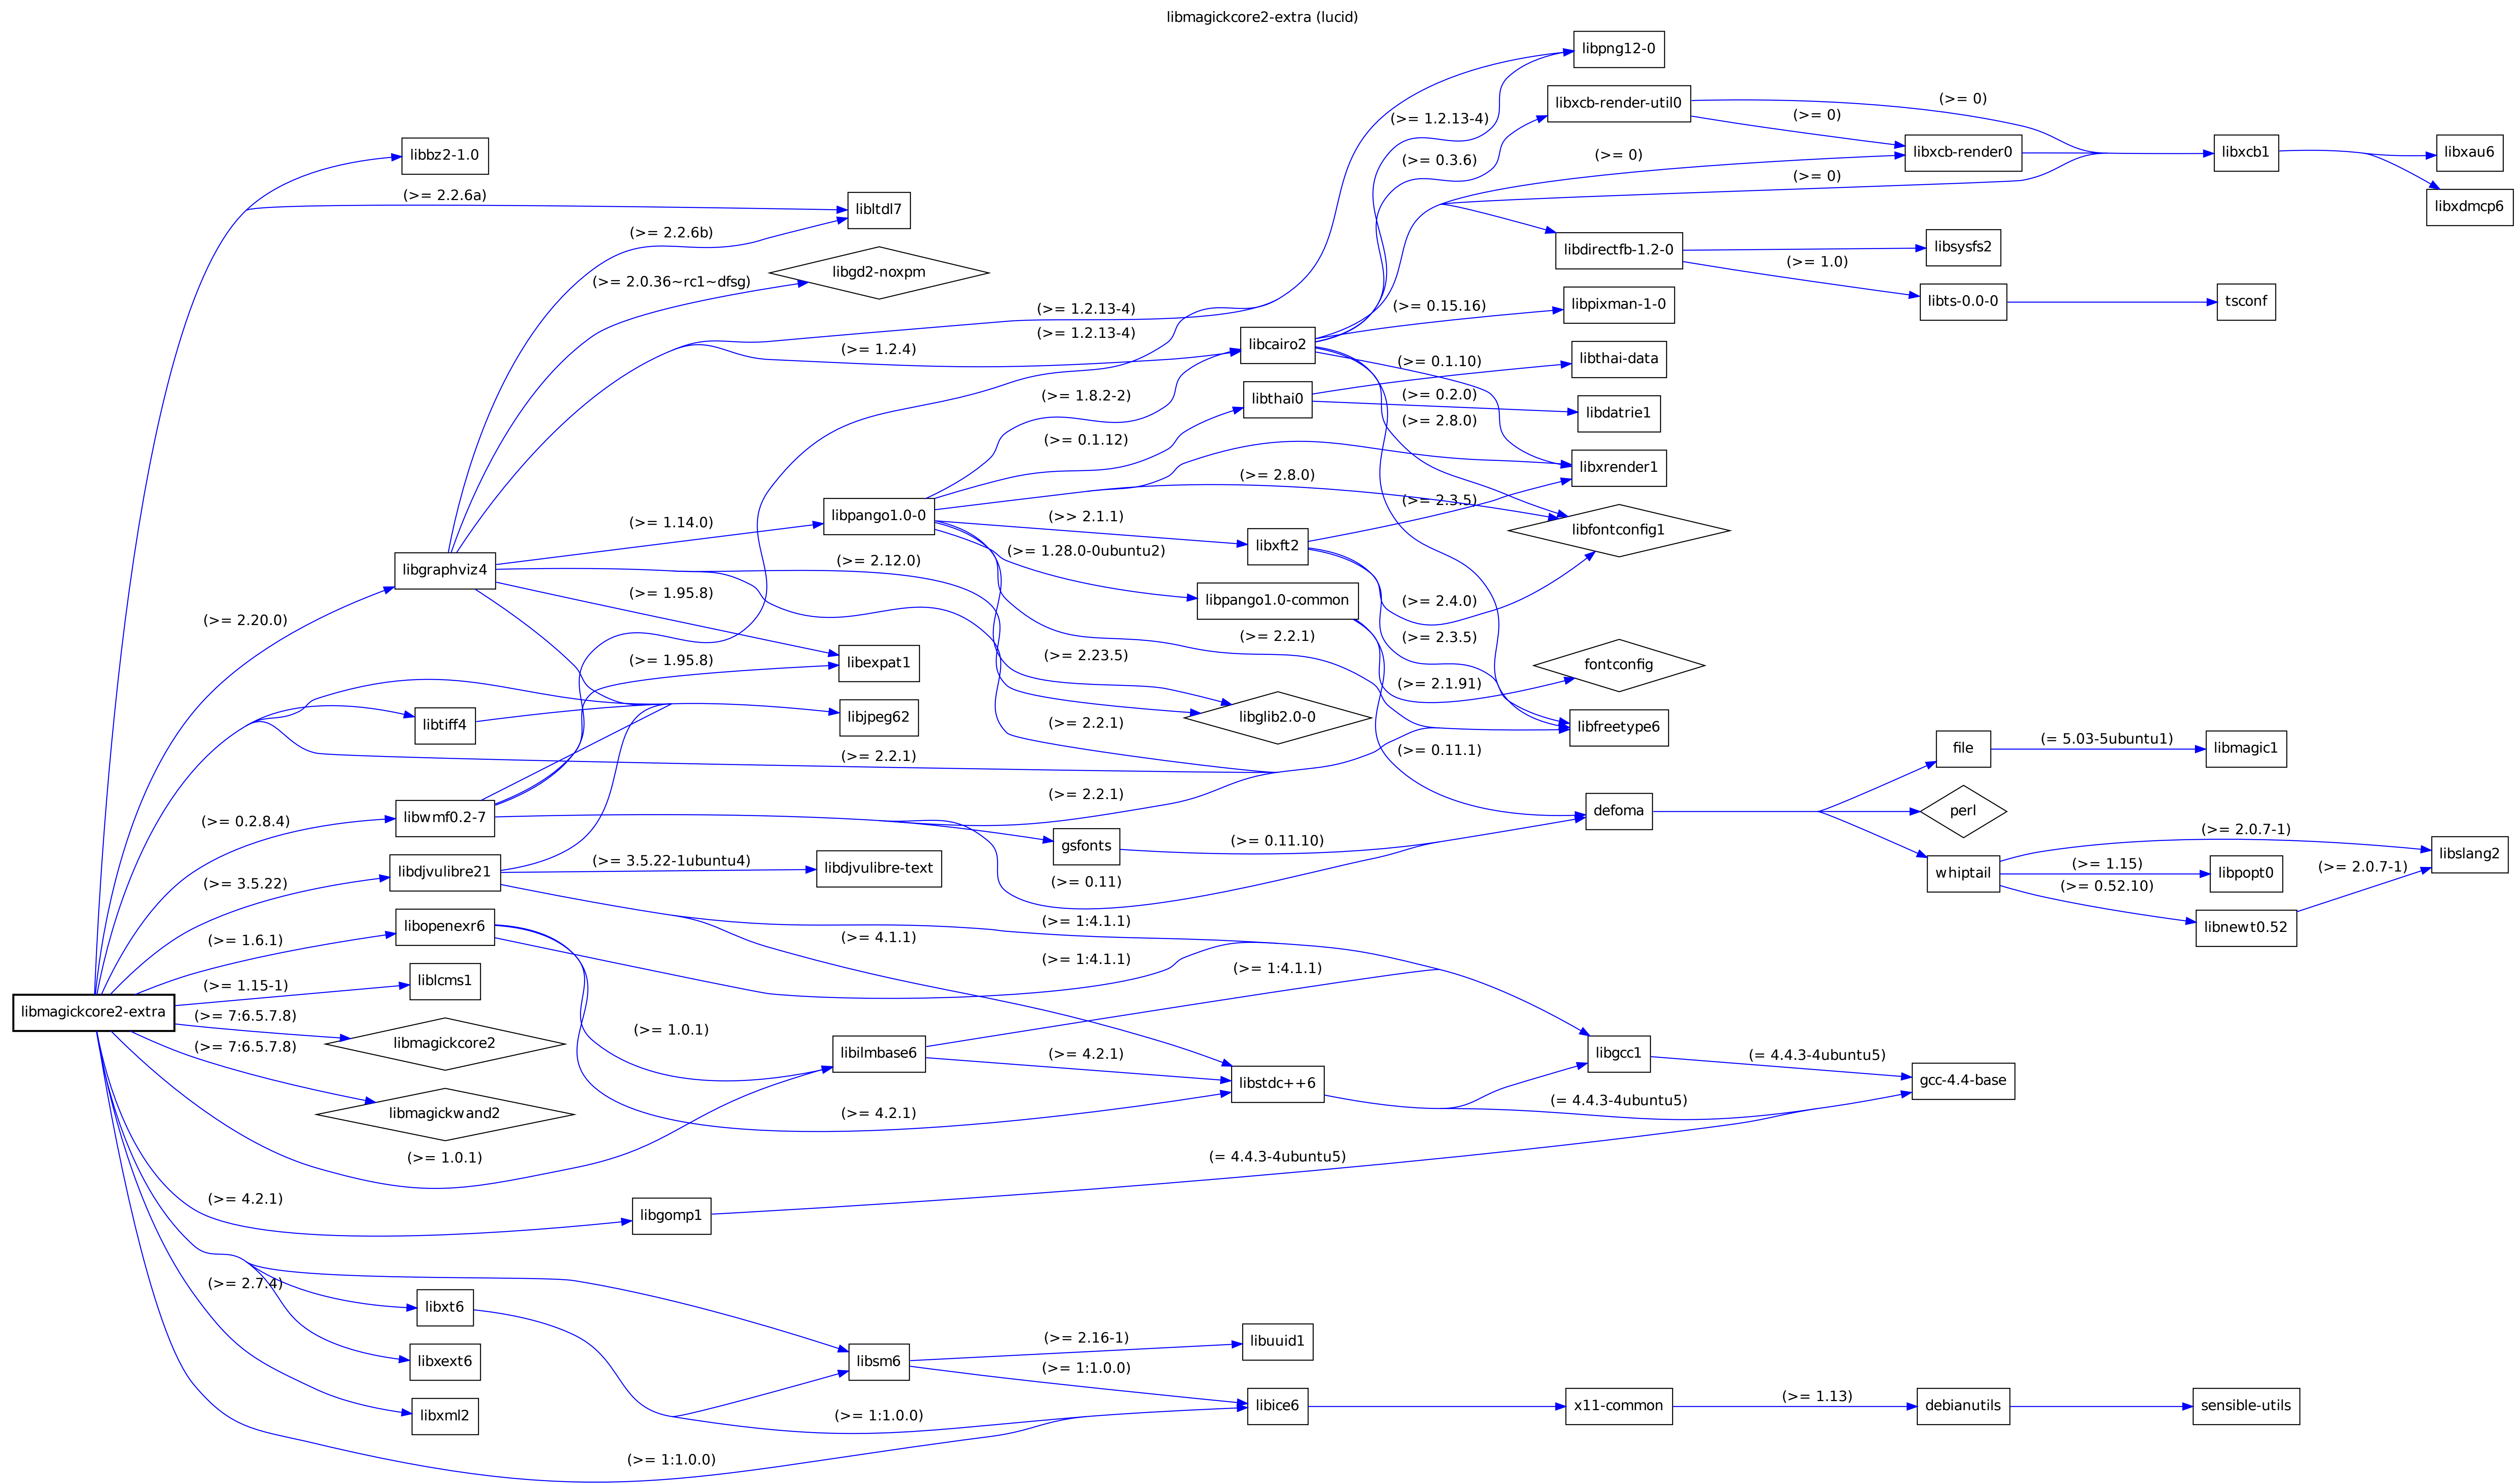 libmagickcore2-extra (lucid)
libpng12-0
libxcb-render-util0
(>= 0)
(>= 1.2.13-4)
(>= 0)
libbz2-1.0
(>= 0.3.6)
(>= 0)
libxcb-render0
libxcb1
libxau6
(>= 2.2.6a)
libltdl7
(>= 0)
libxdmcp6
(>= 2.2.6b)
libdirectfb-1.2-0
libsysfs2
(>= 1.0)
libgd2-noxpm
(>= 2.0.36~rc1~dfsg)
(>= 1.2.13-4)
(>= 0.15.16)
libpixman-1-0
libts-0.0-0
tsconf
(>= 1.2.13-4)
(>= 1.2.4)
libcairo2
(>= 0.1.10)
libthai-data
(>= 1.8.2-2)
libthai0
(>= 0.2.0)
libdatrie1
(>= 2.8.0)
(>= 0.1.12)
libxrender1
(>= 2.8.0)
(>= 2.3.5)
(>= 1.14.0)
libpango1.0-0
(>> 2.1.1)
libxft2
libfontconfig1
(>= 1.28.0-0ubuntu2)
libgraphviz4
(>= 2.12.0)
(>= 1.95.8)
libpango1.0-common
(>= 2.4.0)
(>= 2.20.0)
(>= 2.2.1)
(>= 2.3.5)
(>= 1.95.8)
libexpat1
(>= 2.23.5)
fontconfig
(>= 2.1.91)
libtiff4
libjpeg62
(>= 2.2.1)
libglib2.0-0
libfreetype6
(>= 2.2.1)
(>= 0.11.1)
file
(= 5.03-5ubuntu1)
libmagic1
(>= 2.2.1)
(>= 0.2.8.4)
libwmf0.2-7
defoma
perl
gsfonts
(>= 0.11.10)
(>= 2.0.7-1)
libslang2
(>= 3.5.22)
libdjvulibre21
(>= 3.5.22-1ubuntu4)
libdjvulibre-text
(>= 0.11)
whiptail
(>= 1.15)
libpopt0
(>= 2.0.7-1)
(>= 0.52.10)
libnewt0.52
(>= 1.6.1)
libopenexr6
(>= 4.1.1)
(>= 1:4.1.1)
(>= 1:4.1.1)
(>= 1:4.1.1)
(>= 1.15-1)
liblcms1
libmagickcore2-extra
(>= 7:6.5.7.8)
libmagickcore2
(>= 1.0.1)
(>= 7:6.5.7.8)
libmagickwand2
libilmbase6
(>= 4.2.1)
libstdc++6
libgcc1
(= 4.4.3-4ubuntu5)
gcc-4.4-base
(>= 4.2.1)
(= 4.4.3-4ubuntu5)
(>= 1.0.1)
(= 4.4.3-4ubuntu5)
(>= 4.2.1)
libgomp1
(>= 2.7.4)
libxt6
libxext6
libsm6
(>= 2.16-1)
libuuid1
(>= 1:1.0.0)
libxml2
(>= 1:1.0.0)
libice6
x11-common
(>= 1.13)
debianutils
sensible-utils
(>= 1:1.0.0)